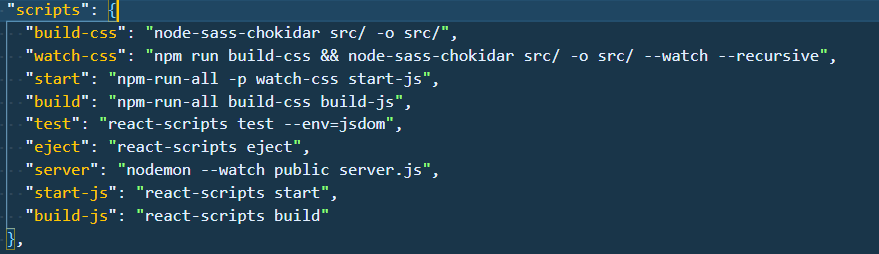 "scripts": {
"build-css": "node-sass-chokidar src/ -o src/",
"watch-css": "npm run build-css && node-sass-chokidar src/ -o src/ --watch --recursive",
"start": "npm-run-all -p watch-css start-js",
"build": "npm-run-all build-css build-js",
"test": "react-scripts test --env=jsdom",
"eject": "react-scripts eject",
"server": "nodemon --watch public server.js",
"start-js": "react-scripts start",
"build-js": "react-scripts build"
},